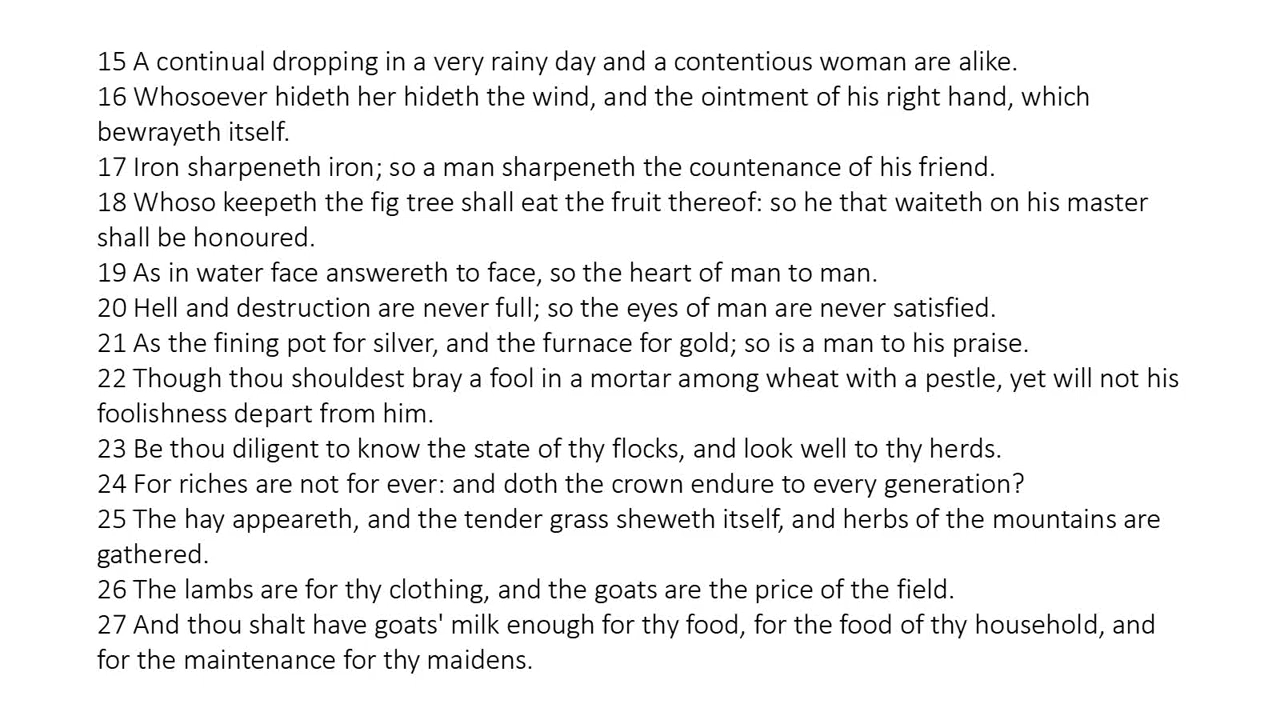 15 A continual dropping in a very rainy day and a contentious woman are alike.
16 Whosoever hideth her hideth the wind, and the ointment of his right hand, which
bewrayeth itself.
17 Iron sharpeneth iron; so a man sharpeneth the countenance of his friend.
18 Whoso keepeth the fig tree shall eat the fruit thereof: so he that waiteth on his master
shall be honoured.
19 As in water face answereth to face, so the heart of man to man.
20 Hell and destruction are never full; so the eyes of man are never satisfied.
21 As the fining pot for silver, and the furnace for gold; so is a man to his praise.
22 Though thou shouldest bray a fool in a mortar among wheat with a pestle, yet will not his
foolishness depart from him.
23 Be thou diligent to know the state of thy flocks, and look well to thy herds.
24 For riches are not for ever: and doth the crown endure to every generation?
25 The hay appeareth, and the tender grass sheweth itself, and herbs of the mountains are
gathered.
26 The lambs are for thy clothing, and the goats are the price of the field.
27 And thou shalt have goats' milk enough for thy food, for the food of thy household, and
for the maintenance for thy maidens.